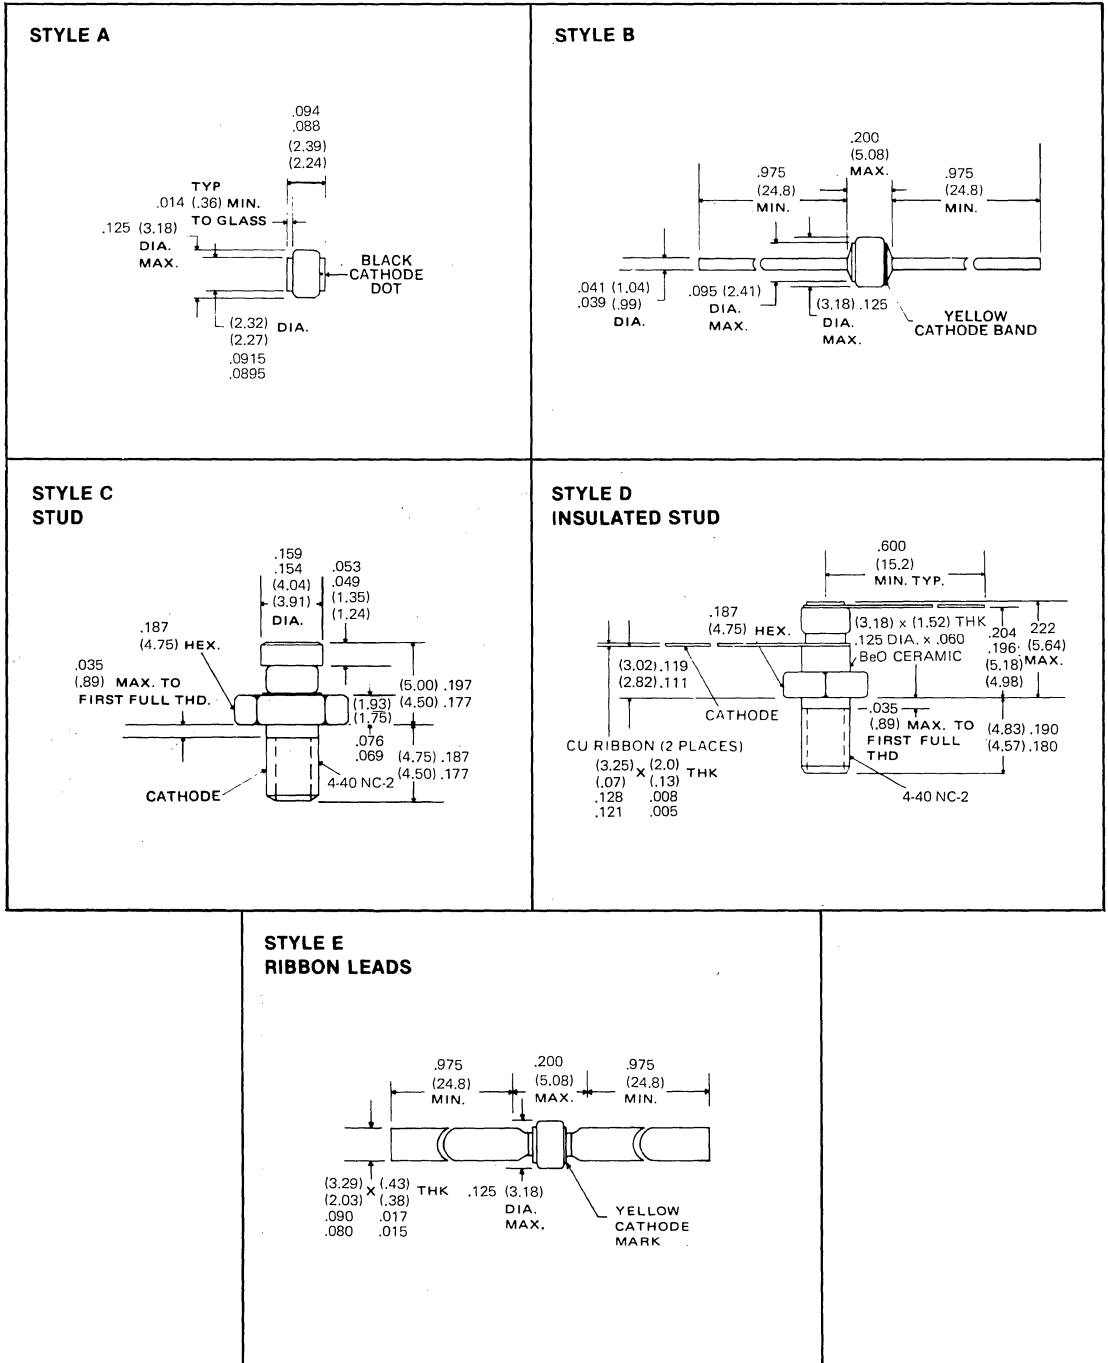 STYLE A
.094
.088
(2.39)
(2.24)
TYP
.014 (.36) MIN.
TO GLASS
.125 (3.18)
DIA.
MAX.
BLACK
CATHODE
DOT
(2.32) DIA.
(2.27)
.0915
.0895
STYLE B
.200
(5.08)
MAX.
.975
(24.8)
MIN.
.975
(24.8)
MIN.
.041 (1.04)
.039 (.99)
DIA.
.095 (2.41)
DIA.
MAX.
(3.18) .125
DIA.
MAX.
YELLOW
CATHODE BAND
STYLE C
STUD
.159
.154
(4.04)
(3.91)
DIA.
.053
.049
(1.35)
(1.24)
.187
(4.75) HEX.
.035
(.89) MAX. TO
FIRST FULL THD.
(5.00) .197
(4.50) .177
(1.93)
(1.75)
.076
.069
(4.75) .187
(4.50) .177
4-40 NC-2
CATHODE
STYLE D
INSULATED STUD
.600
(15.2)
MIN. TYP.
.187
(4.75) HEX.
(3.18) x (1.52) THK
.125 DIA. x .060
BeO CERAMIC
.204
.196
(5.18)
(4.98)
222
(5.64)
MAX.
(3.02) .119
(2.82) .111
CATHODE
.035
(.89) MAX. TO
FIRST FULL
THD
(4.83) .190
(4.57) .180
CU RIBBON (2 PLACES)
(3.25) X (2.0) THK
(.07) (.13)
.128 .008
.121 .005
4-40 NC-2
STYLE E
RIBBON LEADS
.975
(24.8)
MIN.
.200
(5.08)
MAX.
.975
(24.8)
MIN.
(3.29) X (.43) THK
(2.03) (.38)
.090 .017
.080 .015
.125 (3.18)
DIA.
MAX.
YELLOW
CATHODE
MARK